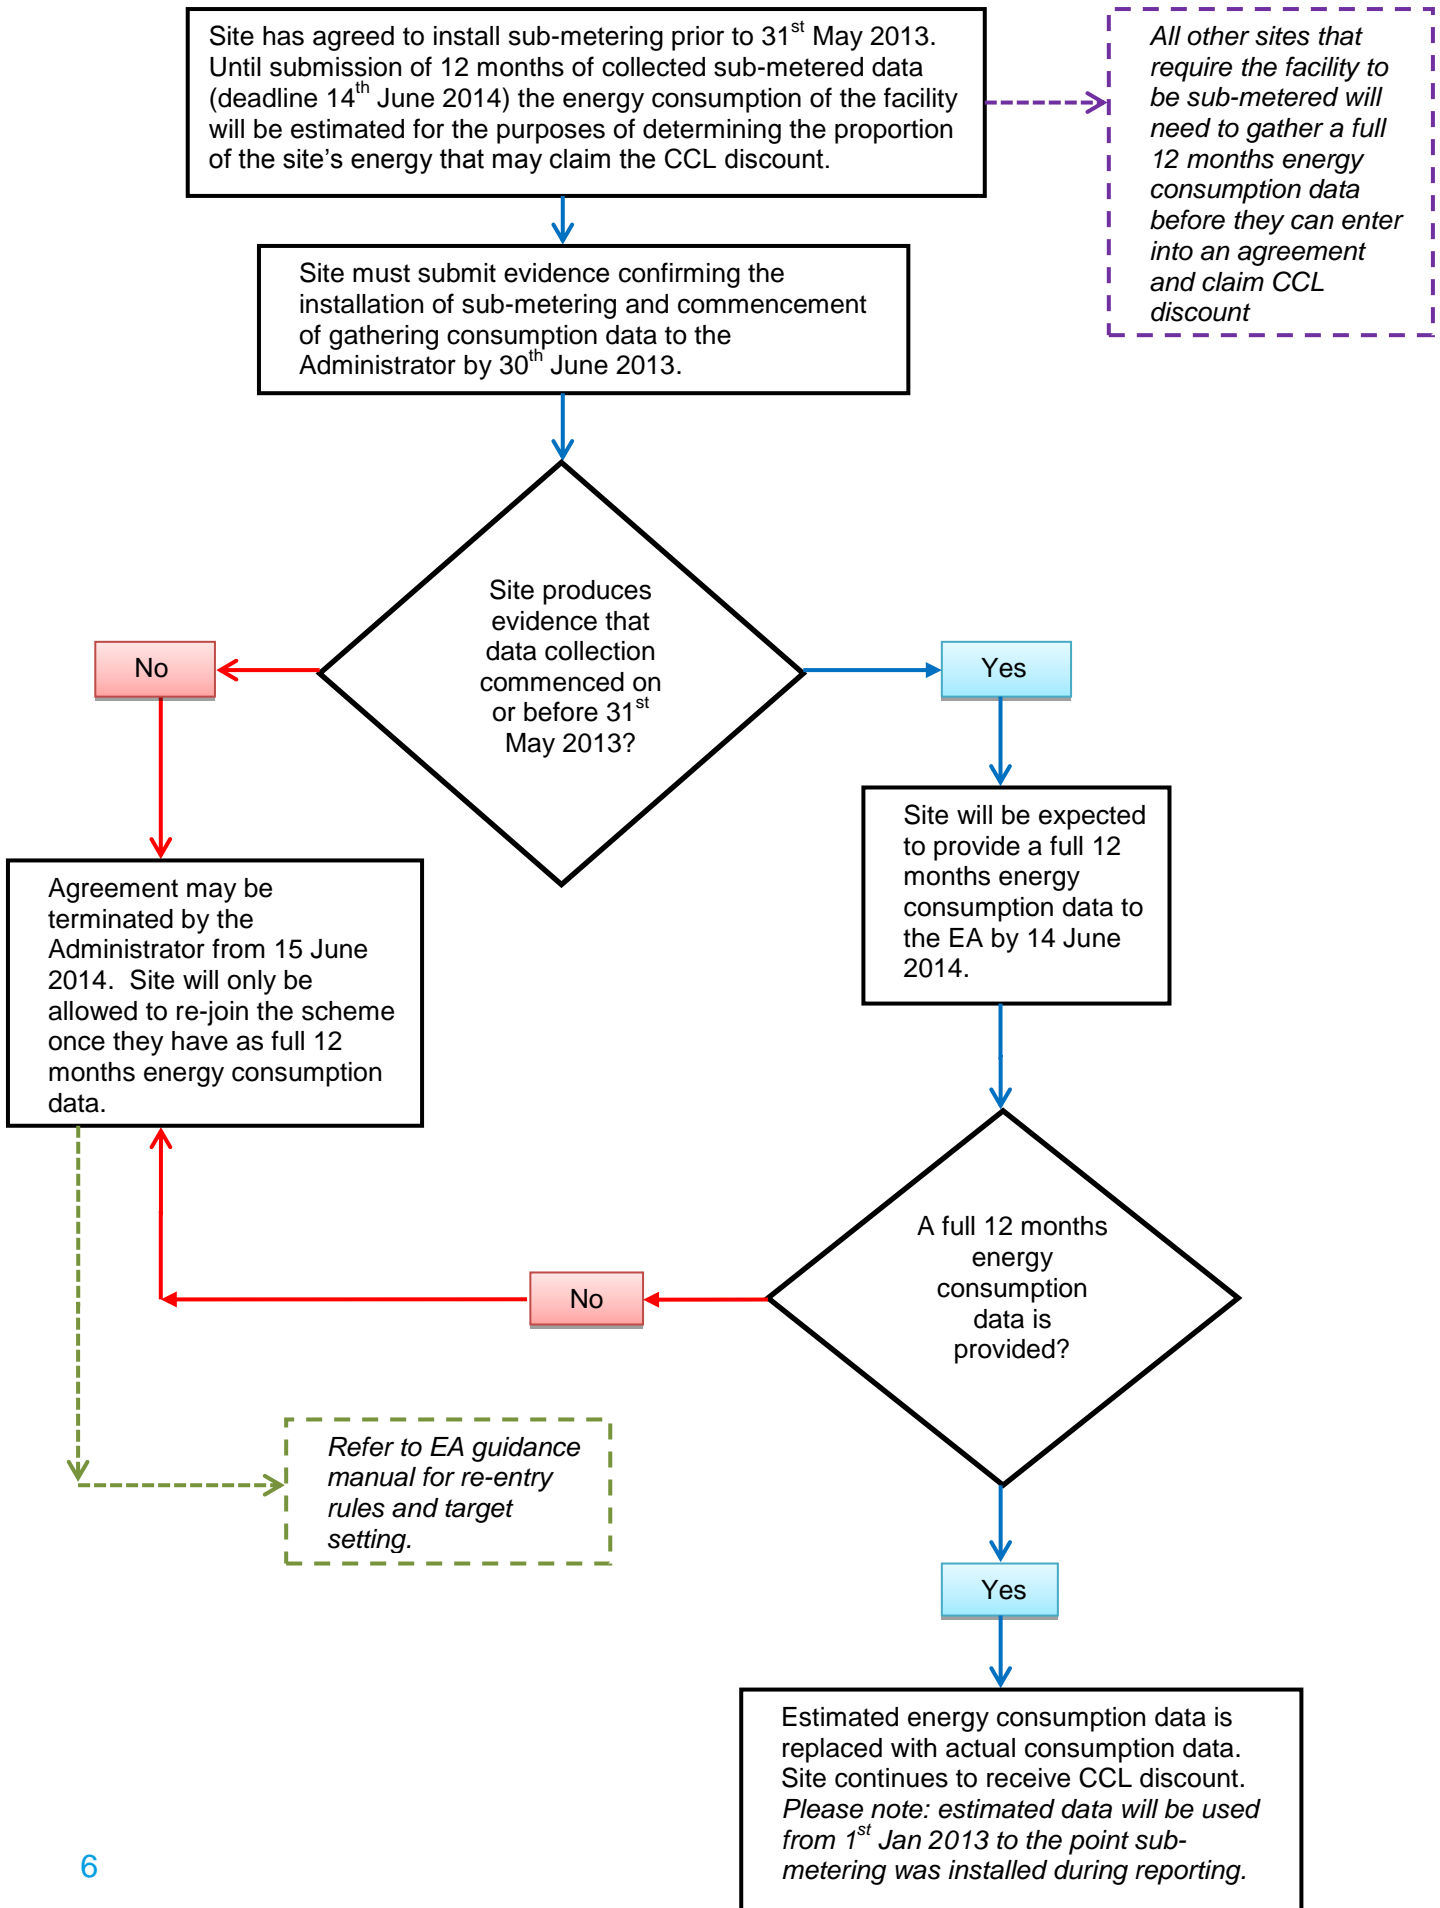 Site has agreed to install sub-metering prior to 31st May 2013.
Until submission of 12 months of collected sub-metered data
(deadline 14th June 2014) the energy consumption of the facility
will be estimated for the purposes of determining the proportion
of the site's energy that may claim the CCL discount.
All other sites that
require the facility to
be sub-metered will
need to gather a full
12 months energy
consumption data
before they can enter
into an agreement
and claim CCL
discount
Site must submit evidence confirming the
installation of sub-metering and commencement
of gathering consumption data to the
Administrator by 30th June 2013.
Site produces
evidence that
data collection
commenced on
or before 31st
May 2013?
No
Yes
Agreement may be
terminated by the
Administrator from 15 June
2014.  Site will only be
allowed to re-join the scheme
once they have as full 12
months energy consumption
data.
Site will be expected
to provide a full 12
months energy
consumption data to
the EA by 14 June
2014.
A full 12 months
energy
consumption
data is
provided?
No
Refer to EA guidance
manual for re-entry
rules and target
setting.
Yes
Estimated energy consumption data is
replaced with actual consumption data.
Site continues to receive CCL discount.
Please note: estimated data will be used
from 1st Jan 2013 to the point sub-
metering was installed during reporting.
6